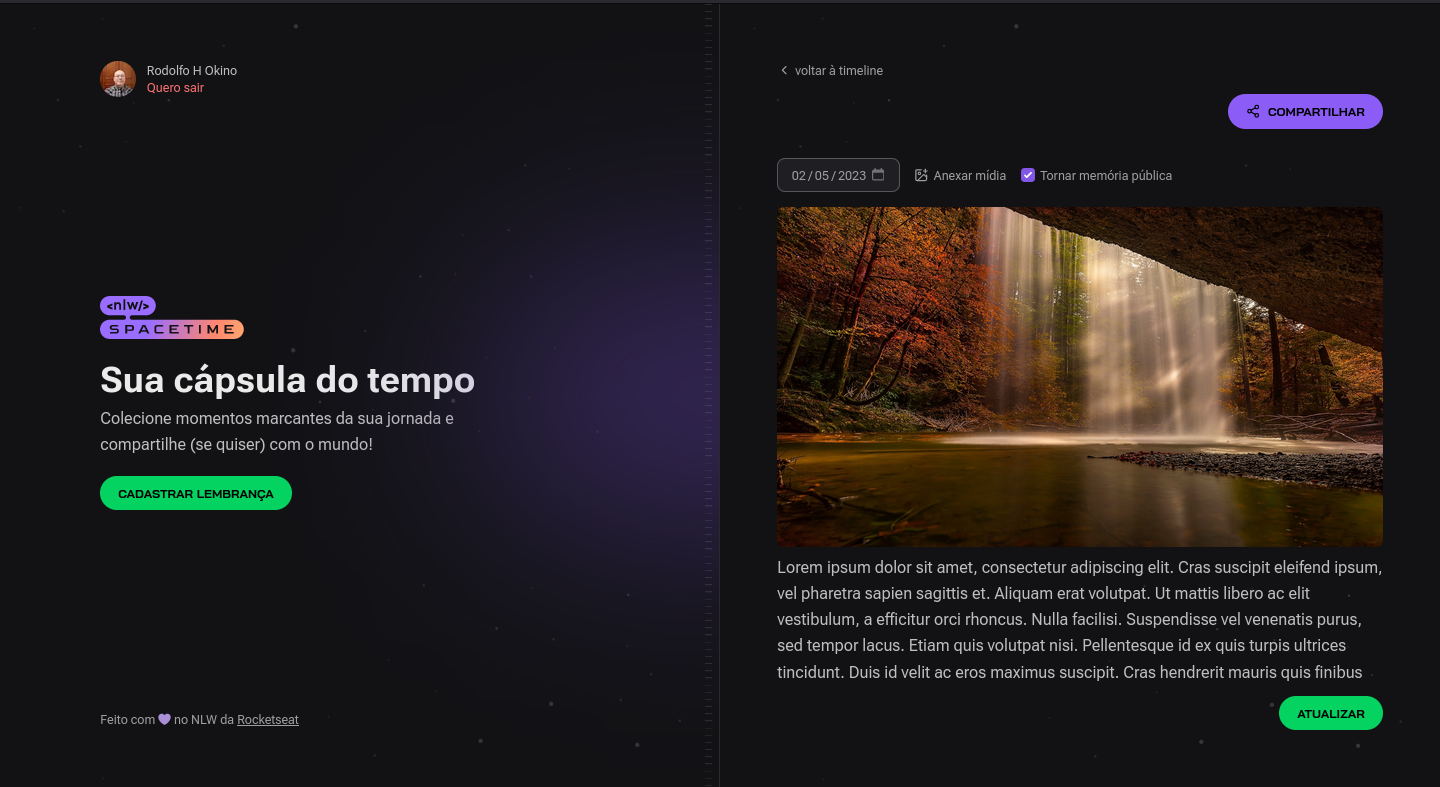 Rodolfo H Okino
Quero sair
<nlw/>
SPACETIME
Sua cápsula do tempo
Colecione momentos marcantes da sua jornada e
compartilhe (se quiser) com o mundo!
CADASTRAR LEMBRANÇA
Feito com 💜 no NLW da Rocketseat
voltar à timeline
COMPARTILHAR
02/05/2023
Anexar mídia
Tornar memória pública
Lorem ipsum dolor sit amet, consectetur adipiscing elit. Cras suscipit eleifend ipsum,
vel pharetra sapien sagittis et. Aliquam erat volutpat. Ut mattis libero ac elit
vestibulum, a efficitur orci rhoncus. Nulla facilisi. Suspendisse vel venenatis purus,
sed tempor lacus. Etiam quis volutpat nisi. Pellentesque id ex quis turpis ultrices
tincidunt. Duis id velit ac eros maximus suscipit. Cras hendrerit mauris quis finibus
ATUALIZAR